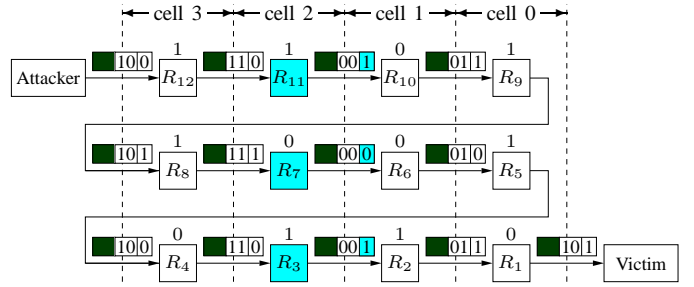 cell 3 cell 2 cell 1 cell 0
1 1 0 1
10 0 11 0 00 1 01 1
Attacker R12 R11 R10 R9
1 0 0 1
10 1 11 1 00 0 01 0
R8 R7 R6 R5
0 1 1 0
10 0 11 0 00 1 01 1 10 1
R4 R3 R2 R1 Victim